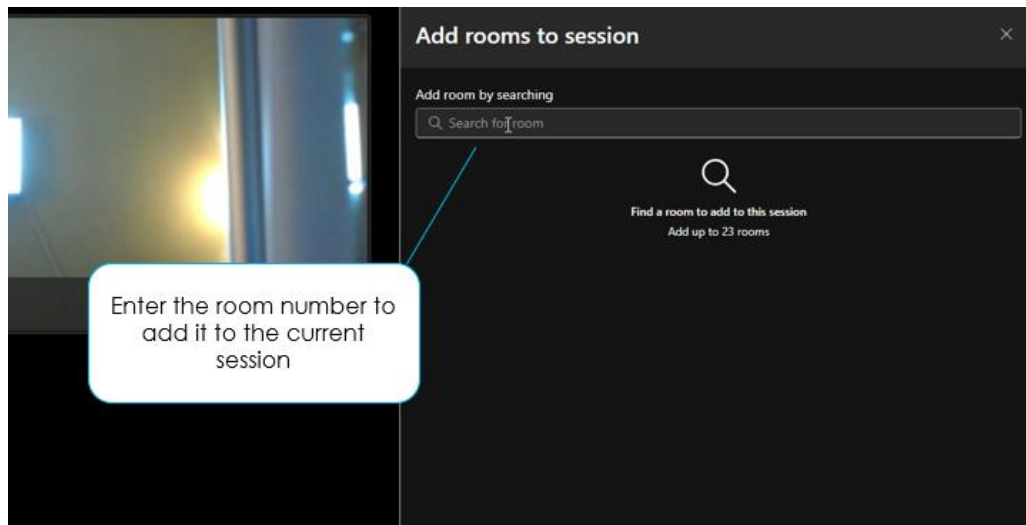 Add rooms to session
Add room by searching
Search for room
Find a room to add to this session
Add up to 23 rooms
Enter the room number to
add it to the current
session